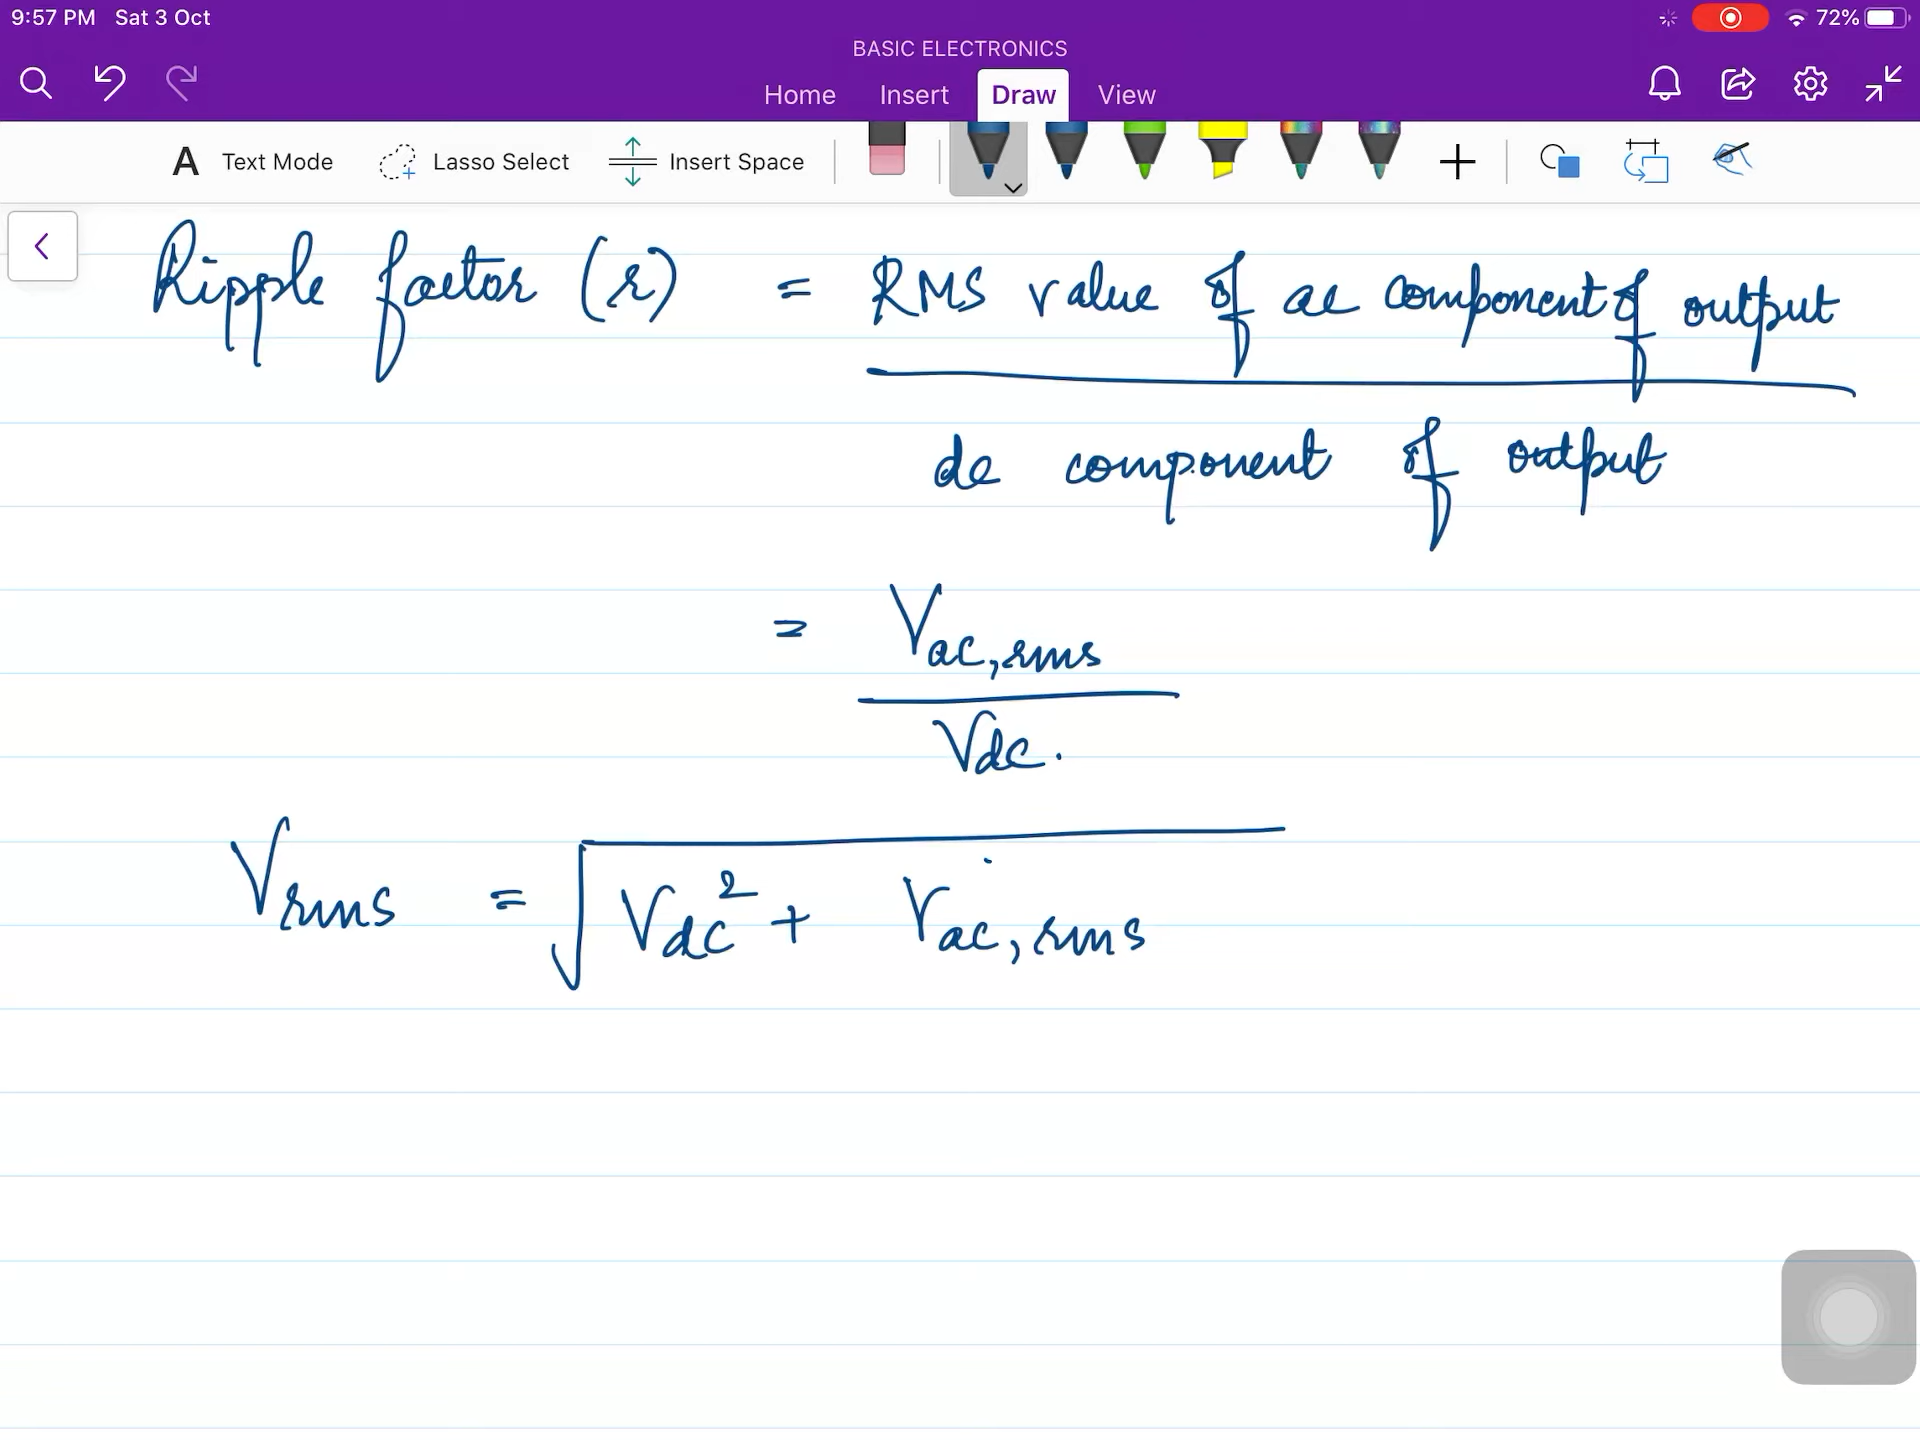 9:57 PM Sat 3 Oct 72%
BASIC ELECTRONICS
Home Insert Draw View
A Text Mode Lasso Select Insert Space
Ripple factor (r) = RMS value of ac component of output
dc component of output
= Vac,rms
Vdc.
Vrms = √Vdc² + Vac,rms